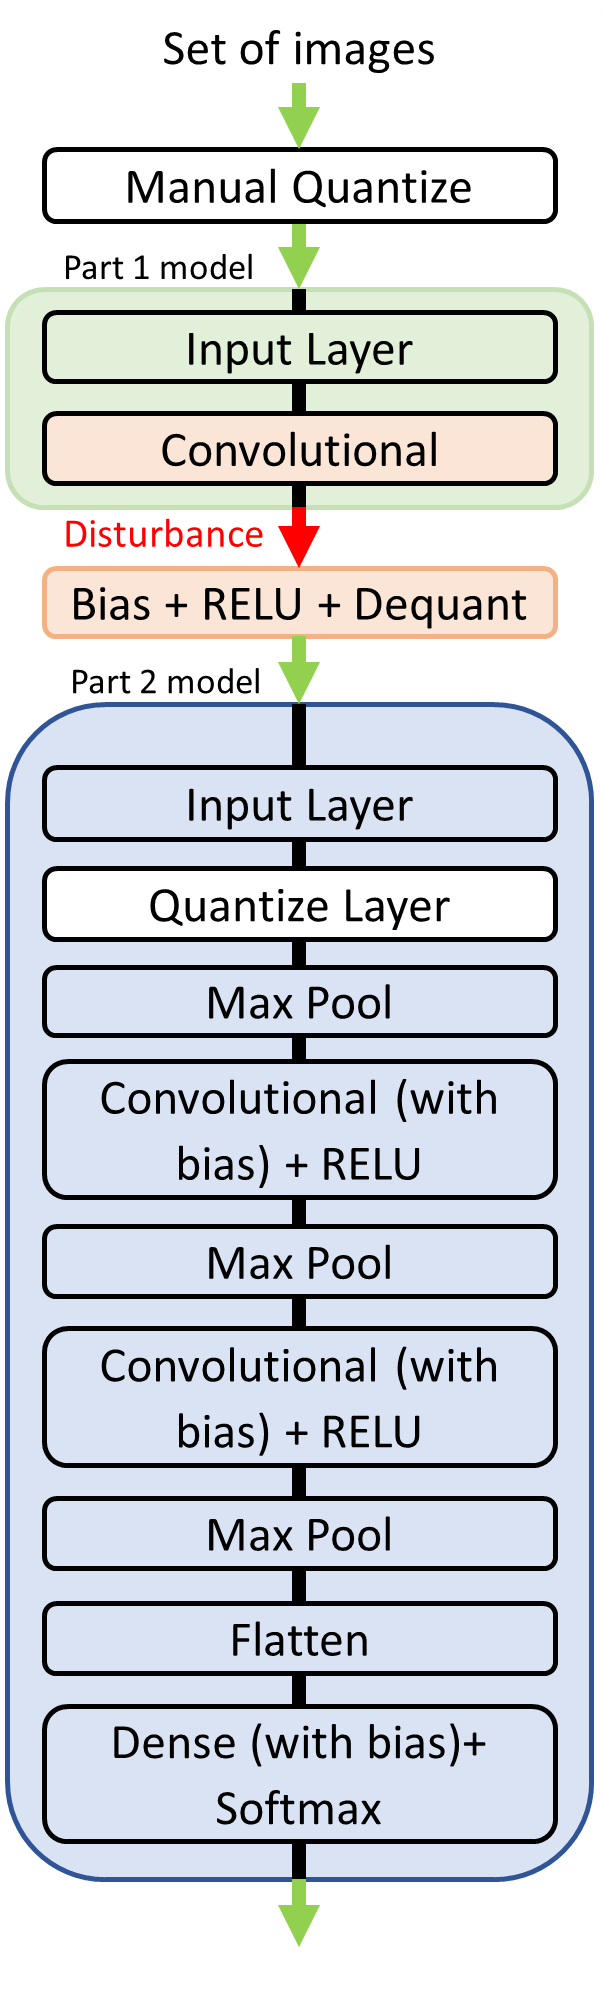 Set of images
Manual Quantize
Part 1 model
Input Layer
Convolutional
Disturbance
Bias + RELU + Dequant
Part 2 model
Input Layer
Quantize Layer
Max Pool
Convolutional (with
bias) + RELU
Max Pool
Convolutional (with
bias) + RELU
Max Pool
Flatten
Dense (with bias)+
Softmax